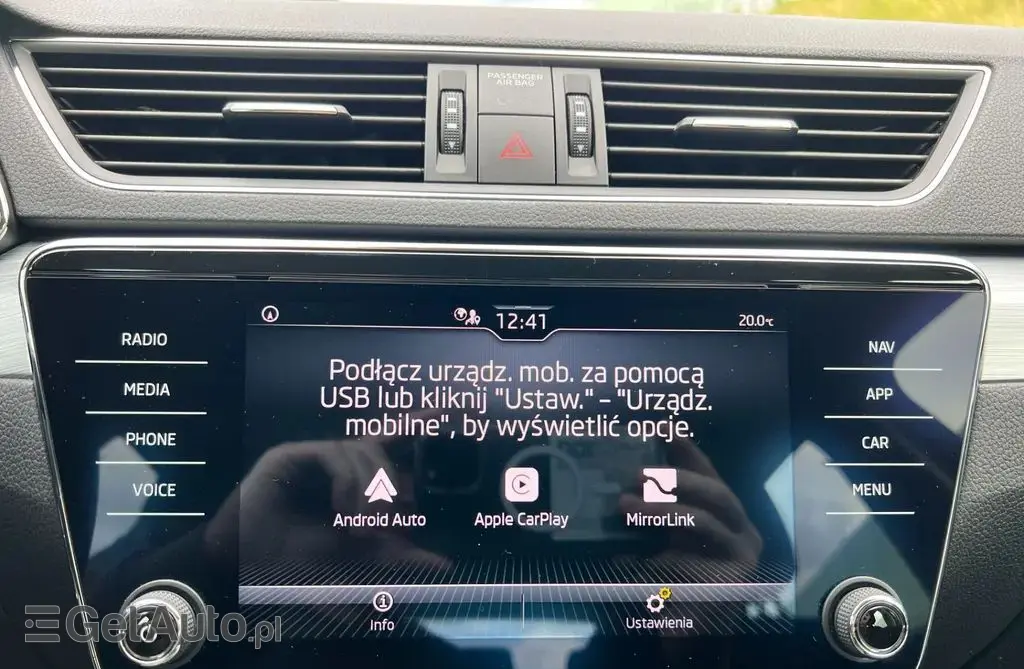 PASSENGER
AIR BAG
12:41
20.0°C
RADIO
MEDIA
PHONE
VOICE
Podłącz urządz. mob. za pomocą
USB lub kliknij "Ustaw." - "Urządz.
mobilne", by wyświetlić opcje.
Android Auto
Apple CarPlay
MirrorLink
Info
Ustawienia
NAV
APP
CAR
MENU
GetAuto.pl